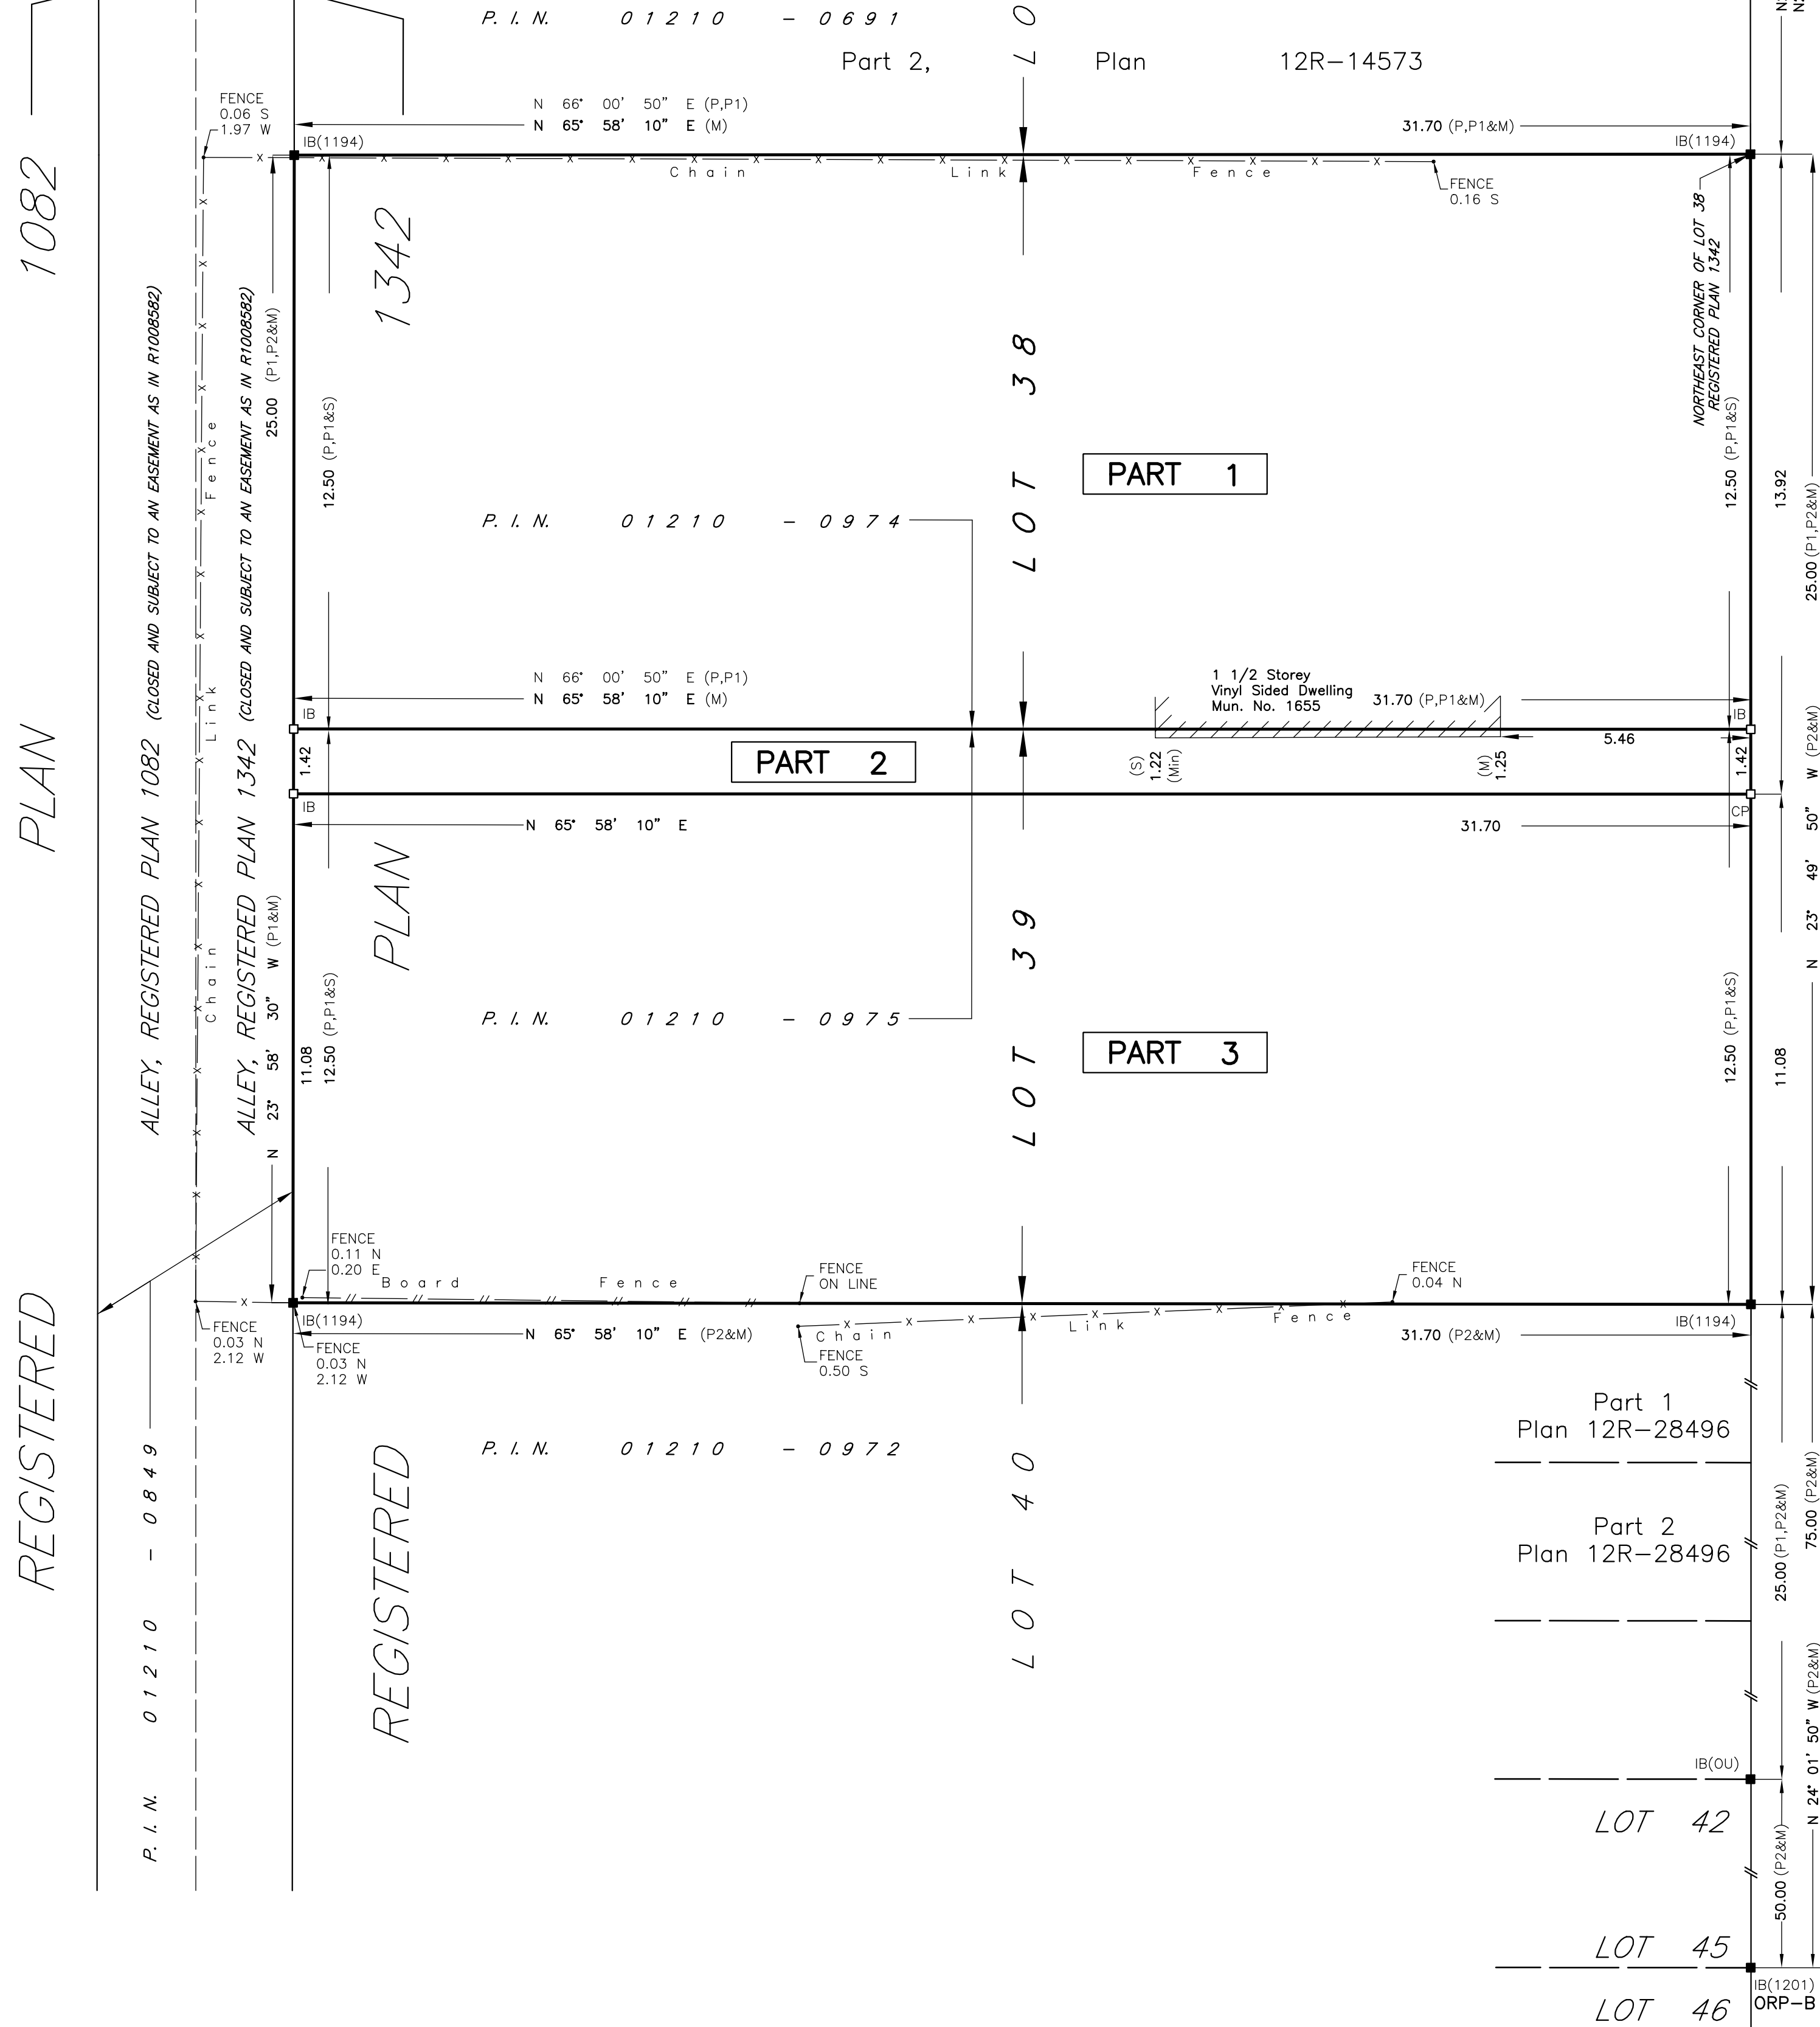 P. I. N. 01210 - 0691
LO
Part 2, Plan 12R-14573
FENCE
0.06 S
1.97 W
N 66° 00' 50" E (P,P1)
N 65° 58' 10" E (M)
31.70 (P,P1&M)
IB(1194)
IB(1194)
Chain Link Fence
FENCE
0.16 S
NORTHEAST CORNER OF LOT 38
REGISTERED PLAN 1342
REGISTERED PLAN 1082
ALLEY, REGISTERED PLAN 1082 (CLOSED AND SUBJECT TO AN EASEMENT AS IN R1008582)
Chain Link Fence
ALLEY, REGISTERED PLAN 1342 (CLOSED AND SUBJECT TO AN EASEMENT AS IN R1008582)
N 23° 58' 30" W (P1&M)
25.00 (P1,P2&M)
12.50 (P,P1&S)
REGISTERED PLAN 1342
LOT 38
PART 1
12.50 (P,P1&S)
13.92
25.00 (P1,P2&M)
P. I. N. 01210 - 0974
N 66° 00' 50" E (P,P1)
N 65° 58' 10" E (M)
1 1/2 Storey
Vinyl Sided Dwelling
Mun. No. 1655
31.70 (P,P1&M)
IB
IB
1.42
PART 2
(S)
1.22
(Min)
(M)
1.25
5.46
1.42
IB
CP
N 65° 58' 10" E
31.70
N 23° 49' 50" W (P2&M)
LOT 39
P. I. N. 01210 - 0975
PART 3
11.08
12.50 (P,P1&S)
12.50 (P,P1&S)
11.08
FENCE
0.11 N
0.20 E
Board Fence
FENCE
ON LINE
FENCE
0.04 N
IB(1194)
IB(1194)
FENCE
0.03 N
2.12 W
FENCE
0.03 N
2.12 W
N 65° 58' 10" E (P2&M)
Chain Link Fence
31.70 (P2&M)
FENCE
0.50 S
P. I. N. 01210 - 0972
P. I. N. , 01210 - 0849
LOT 40
Part 1
Plan 12R-28496
Part 2
Plan 12R-28496
25.00 (P1,P2&M)
75.00 (P2&M)
N 24° 01' 50" W (P2&M)
IB(OU)
LOT 42
50.00 (P2&M)
LOT 45
IB(1201)
ORP-B
LOT 46